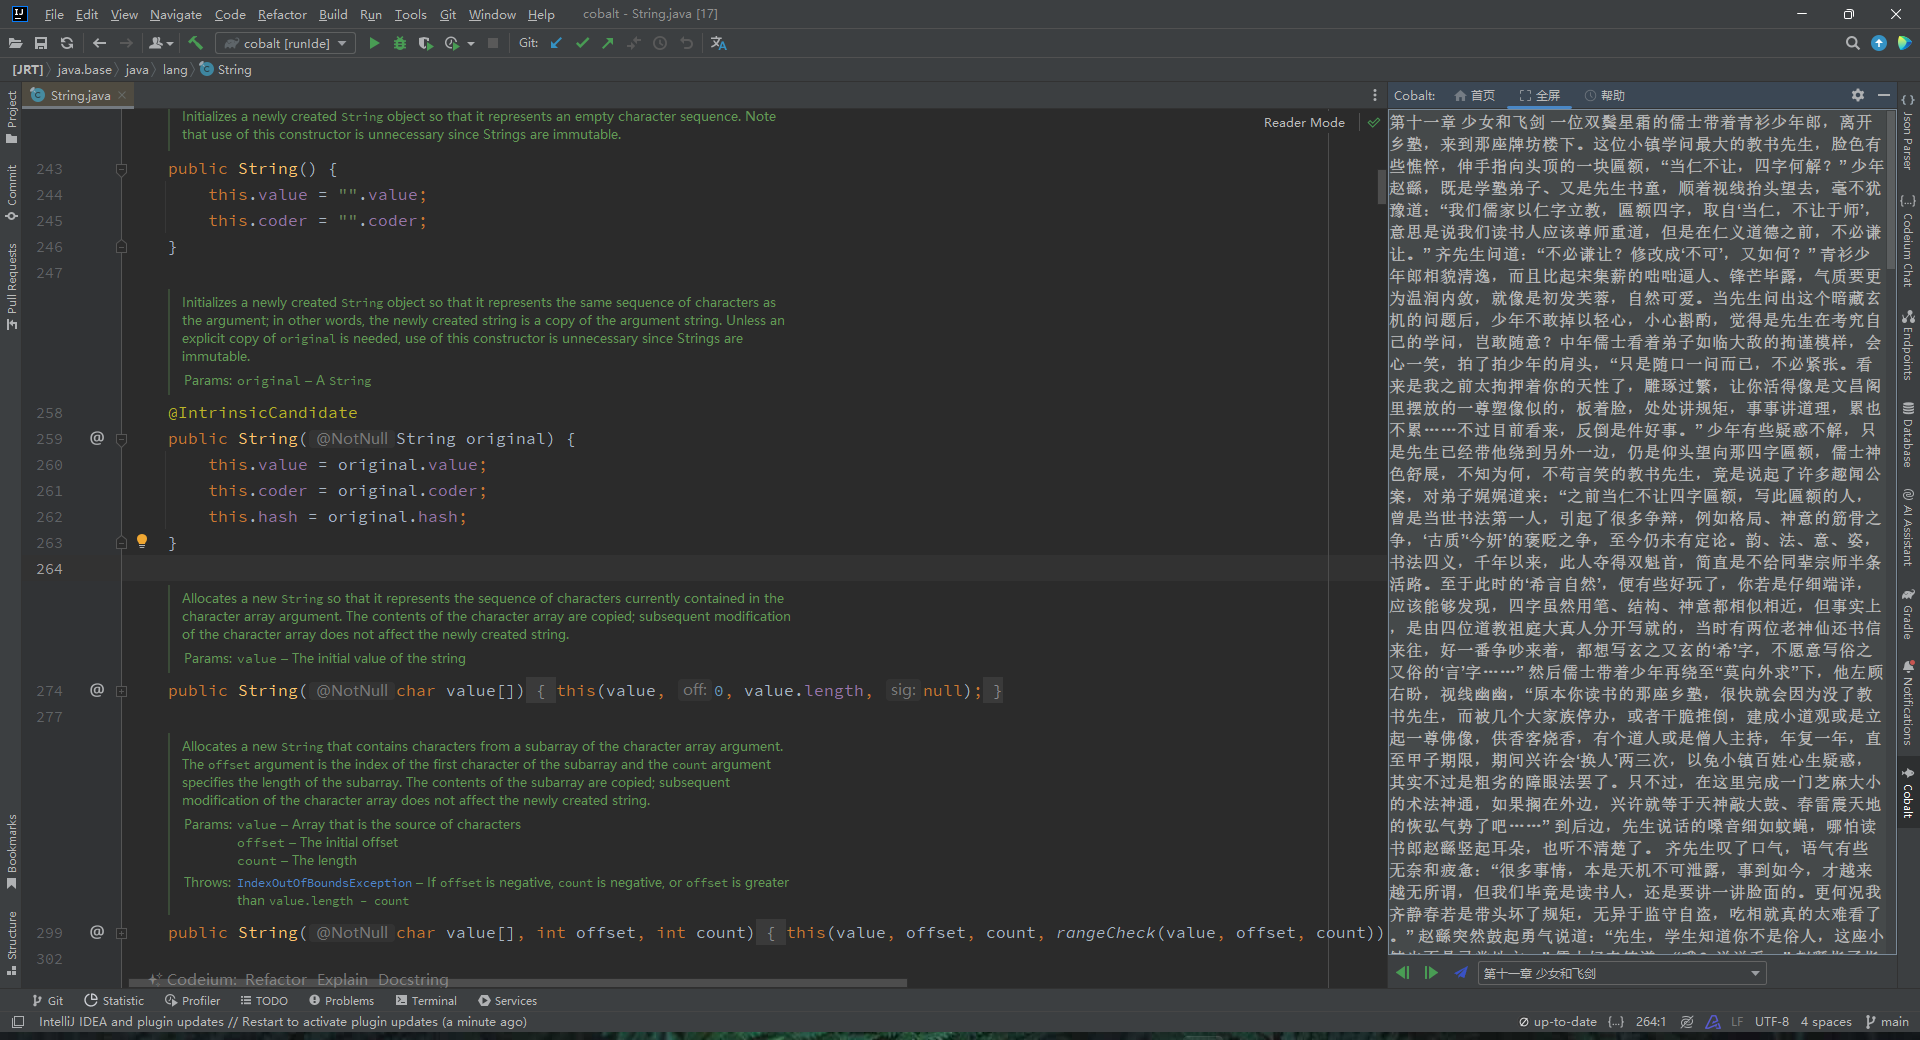 File Edit View Navigate Code Refactor Build Run Tools Git Window Help cobalt - String.java [17]
cobalt [runIde] Git:
[JRT] java.base java lang String
String.java
Cobalt: 首页 全屏 帮助
Project
Commit
Pull Requests
Bookmarks
Structure
Initializes a newly created String object so that it represents an empty character sequence. Note
that use of this constructor is unnecessary since Strings are immutable.
Reader Mode
243 public String() {
244 this.value = "".value;
245 this.coder = "".coder;
246 }
247
Initializes a newly created String object so that it represents the same sequence of characters as
the argument; in other words, the newly created string is a copy of the argument string. Unless an
explicit copy of original is needed, use of this constructor is unnecessary since Strings are
immutable.
Params: original – A String
258 @IntrinsicCandidate
259 @ public String( @NotNull String original) {
260 this.value = original.value;
261 this.coder = original.coder;
262 this.hash = original.hash;
263 }
264
Allocates a new String so that it represents the sequence of characters currently contained in the
character array argument. The contents of the character array are copied; subsequent modification
of the character array does not affect the newly created string.
Params: value – The initial value of the string
274 @ public String( @NotNull char value[]) { this(value, off: 0, value.length, sig: null); }
277
Allocates a new String that contains characters from a subarray of the character array argument.
The offset argument is the index of the first character of the subarray and the count argument
specifies the length of the subarray. The contents of the subarray are copied; subsequent
modification of the character array does not affect the newly created string.
Params: value – Array that is the source of characters
offset – The initial offset
count – The length
Throws: IndexOutOfBoundsException – If offset is negative, count is negative, or offset is greater
than value.length - count
299 @ public String( @NotNull char value[], int offset, int count) { this(value, offset, count, rangeCheck(value, offset, count))
302
Codeium: Refactor Explain Docstring
第十一章 少女和飞剑 一位双鬓星霜的儒士带着青衫少年郎，离开
乡塾，来到那座牌坊楼下。这位小镇学问最大的教书先生，脸色有
些憔悴，伸手指向头顶的一块匾额，“当仁不让，四字何解？” 少年
赵繇，既是学塾弟子、又是先生书童，顺着视线抬头望去，毫不犹
豫道：“我们儒家以仁字立教，匾额四字，取自‘当仁，不让于师’，
意思是说我们读书人应该尊师重道，但是在仁义道德之前，不必谦
让。” 齐先生问道：“不必谦让？修改成‘不可’，又如何？” 青衫少
年郎相貌清逸，而且比起宋集薪的咄咄逼人、锋芒毕露，气质要更
为温润内敛，就像是初发芙蓉，自然可爱。当先生问出这个暗藏玄
机的问题后，少年不敢掉以轻心，小心斟酌，觉得是先生在考究自
己的学问，岂敢随意？中年儒士看着弟子如临大敌的拘谨模样，会
心一笑，拍了拍少年的肩头，“只是随口一问而已，不必紧张。看
来是我之前太拘押着你的天性了，雕琢过繁，让你活得像是文昌阁
里摆放的一尊塑像似的，板着脸，处处讲规矩，事事讲道理，累也
不累……不过目前看来，反倒是件好事。” 少年有些疑惑不解，只
是先生已经带他绕到另外一边，仍是仰头望向那四字匾额，儒士神
色舒展，不知为何，不苟言笑的教书先生，竟是说起了许多趣闻公
案，对弟子娓娓道来：“之前当仁不让四字匾额，写此匾额的人，
曾是当世书法第一人，引起了很多争辩，例如格局、神意的筋骨之
争，‘古质’‘今妍’的褒贬之争，至今仍未有定论。韵、法、意、姿，
书法四义，千年以来，此人夺得双魁首，简直是不给同辈宗师半条
活路。至于此时的‘希言自然’，便有些好玩了，你若是仔细端详，
应该能够发现，四字虽然用笔、结构、神意都相似相近，但事实上
，是由四位道教祖庭大真人分开写就的，当时有两位老神仙还书信
来往，好一番争吵来着，都想写玄之又玄的‘希’字，不愿意写俗之
又俗的‘言’字……” 然后儒士带着少年再绕至“莫向外求”下，他左顾
右盼，视线幽幽，“原本你读书的那座乡塾，很快就会因为没了教
书先生，而被几个大家族停办，或者干脆推倒，建成小道观或是立
起一尊佛像，供香客烧香，有个道人或是僧人主持，年复一年，直
至甲子期限，期间兴许会‘换人’两三次，以免小镇百姓心生疑惑，
其实不过是粗劣的障眼法罢了。只不过，在这里完成一门芝麻大小
的术法神通，如果搁在外边，兴许就等于天神敲大鼓、春雷震天地
的恢弘气势了吧……” 到后边，先生说话的嗓音细如蚊蝇，哪怕读
书郎赵繇竖起耳朵，也听不清楚了。 齐先生叹了口气，语气有些
无奈和疲惫：“很多事情，本是天机不可泄露，事到如今，才越来
越无所谓，但我们毕竟是读书人，还是要讲一讲脸面的。更何况我
齐静春若是带头坏了规矩，无异于监守自盗，吃相就真的太难看了
。” 赵繇突然鼓起勇气说道：“先生，学生知道你不是俗人，这座小
第十一章 少女和飞剑
Json Parser
Codeium Chat
Endpoints
Database
AI Assistant
Gradle
Notifications
Cobalt
Git Statistic Profiler TODO Problems Terminal Services
IntelliJ IDEA and plugin updates // Restart to activate plugin updates (a minute ago)
up-to-date {...} 264:1 LF UTF-8 4 spaces main